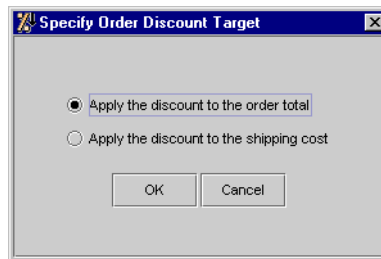 Specify Order Discount Target
Apply the discount to the order total
Apply the discount to the shipping cost
OK Cancel